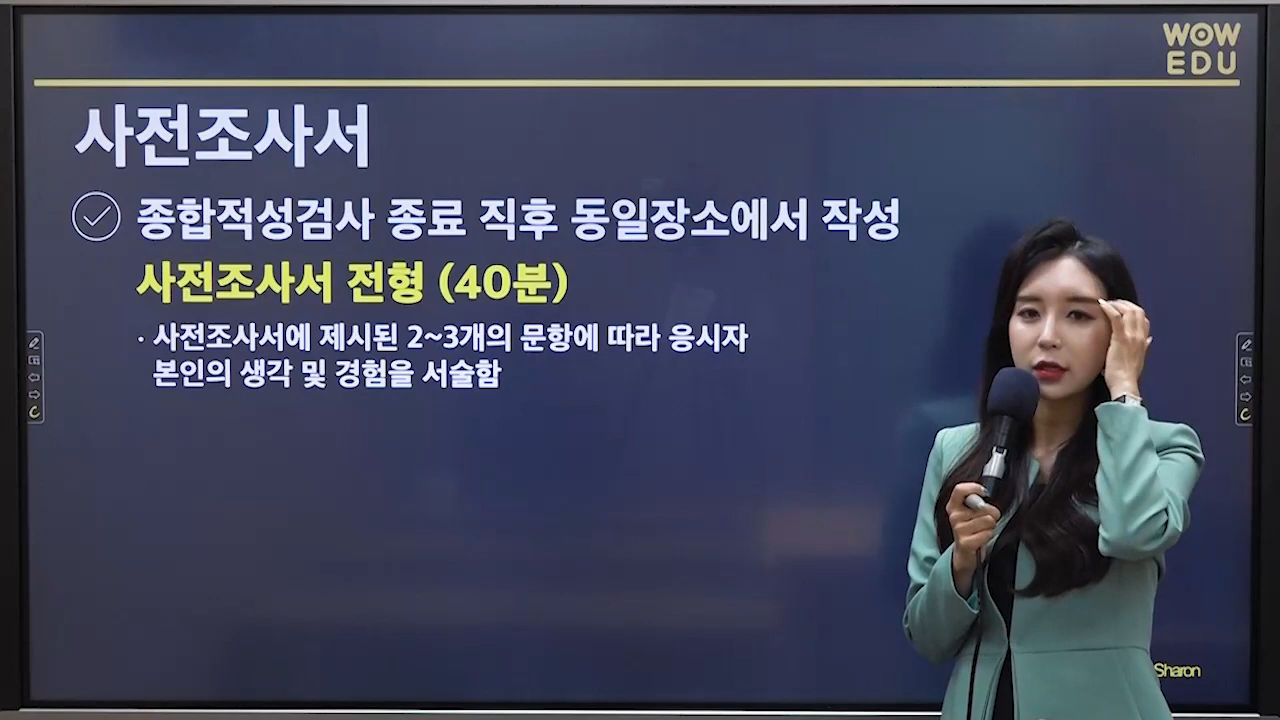 WOW
EDU
사전조사서
종합적성검사 종료 직후 동일장소에서 작성
사전조사서 전형 (40분)
· 사전조사서에 제시된 2~3개의 문항에 따라 응시자
본인의 생각 및 경험을 서술함
Sharon